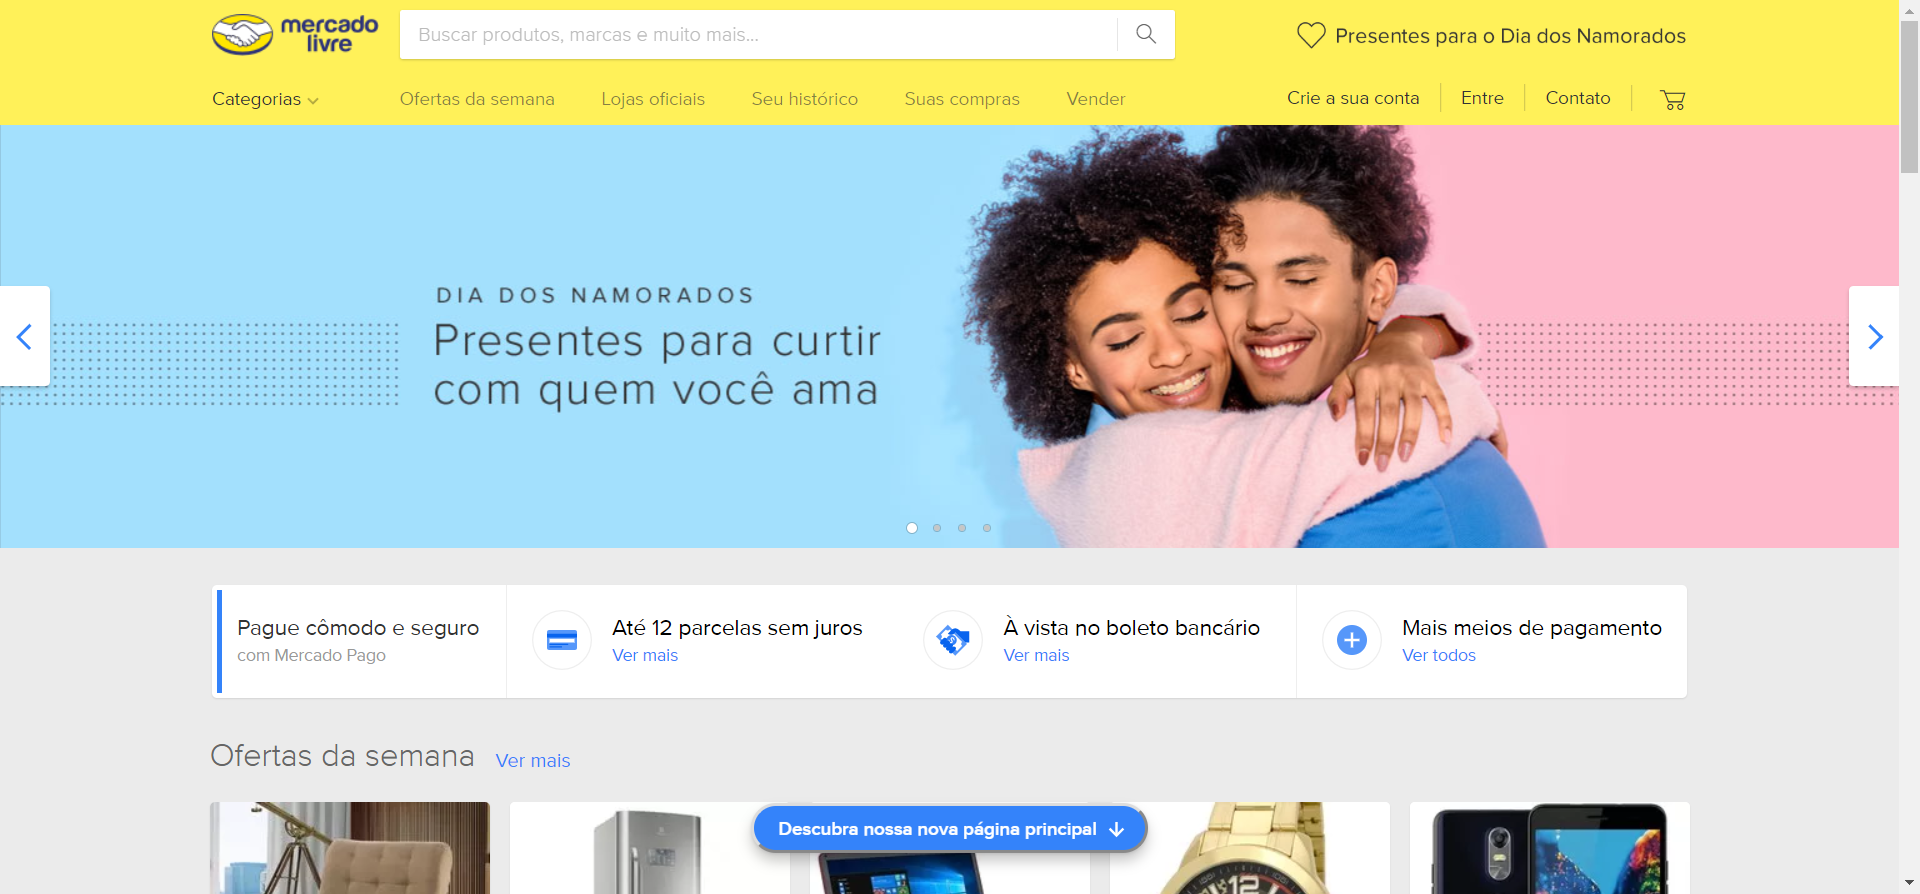 mercado
livre
Buscar produtos, marcas e muito mais...
Presentes para o Dia dos Namorados
Categorias
Ofertas da semana
Lojas oficiais
Seu histórico
Suas compras
Vender
Crie a sua conta
Entre
Contato
DIA DOS NAMORADOS
Presentes para curtir
com quem você ama
Pague cômodo e seguro
com Mercado Pago
Até 12 parcelas sem juros
Ver mais
À vista no boleto bancário
Ver mais
Mais meios de pagamento
Ver todos
Ofertas da semana
Ver mais
Descubra nossa nova página principal